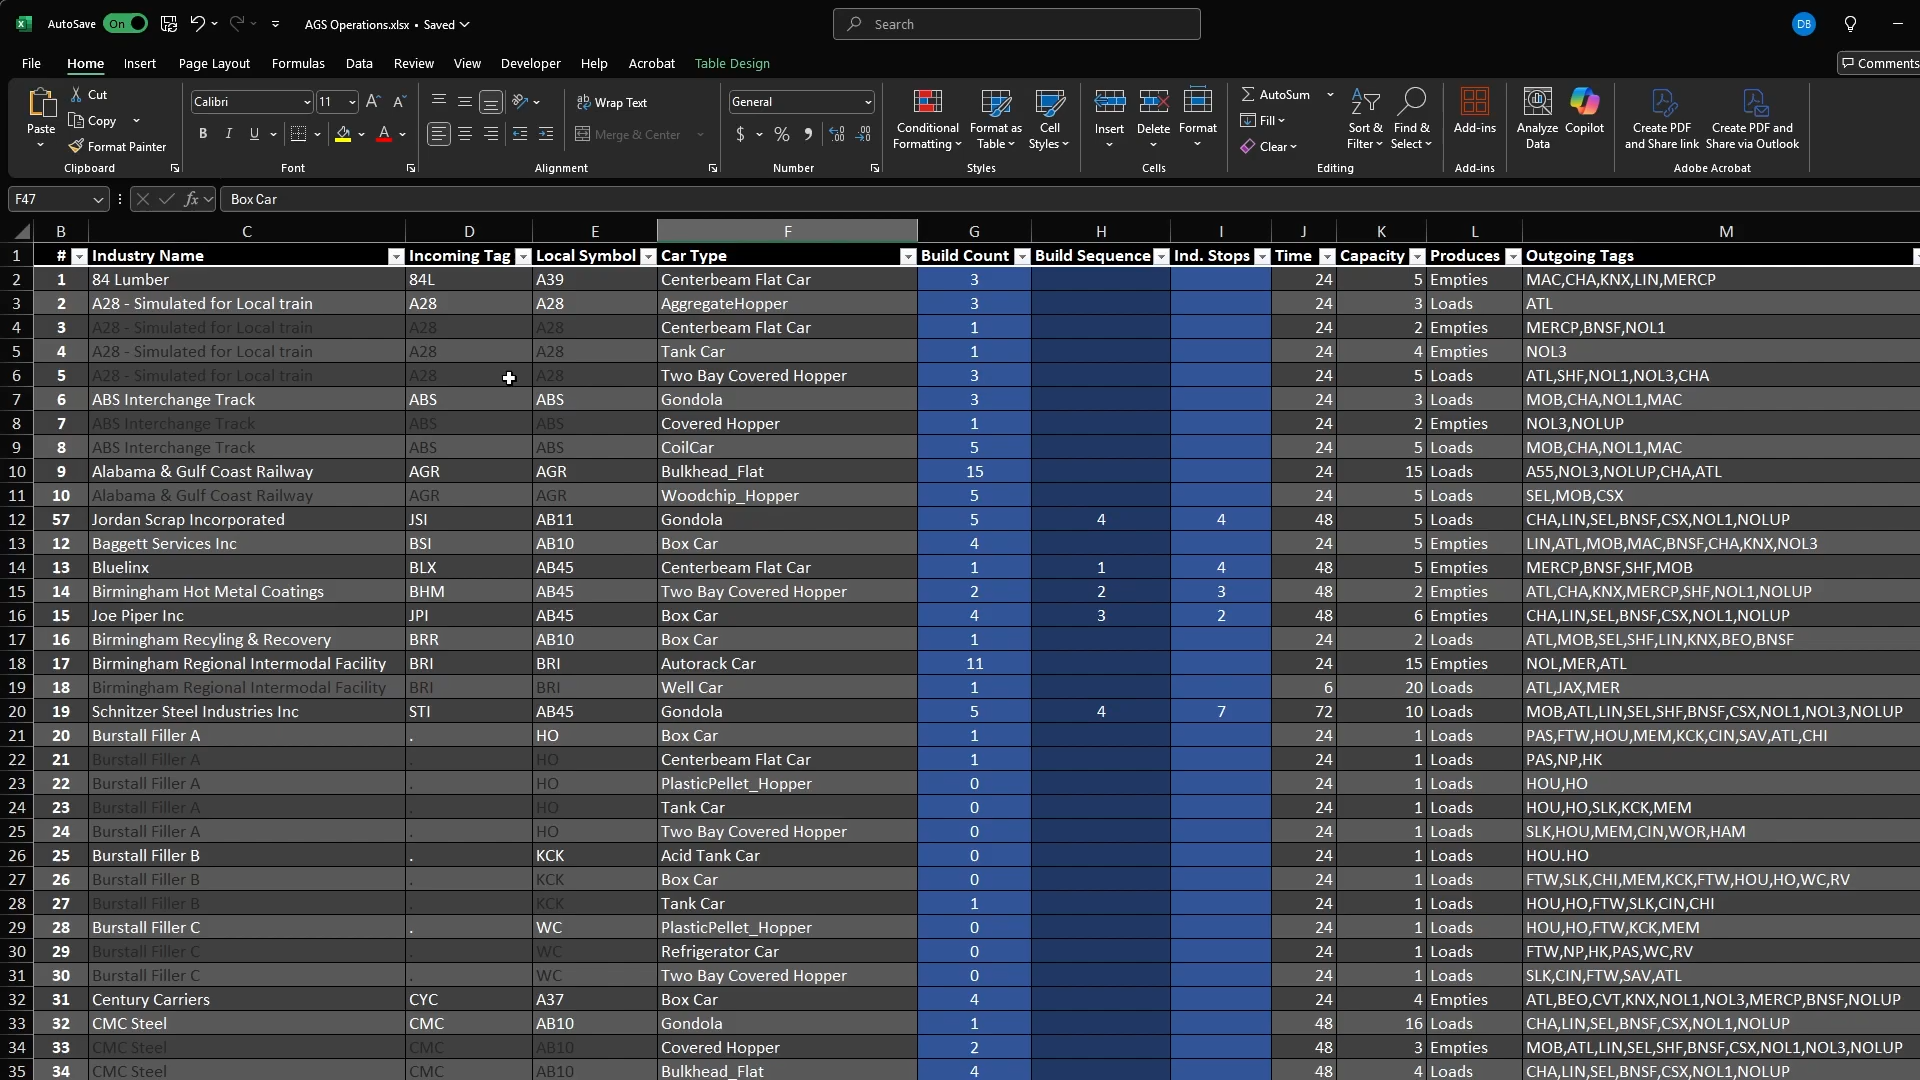 AutoSave On AGS Operations.xlsx • Saved Search DB
File Home Insert Page Layout Formulas Data Review View Developer Help Acrobat Table Design Comments
Paste Cut Copy Format Painter Clipboard
Calibri 11 B I U Font
Wrap Text Merge & Center Alignment
General $ % Number
Conditional Formatting Format as Table Cell Styles Styles
Insert Delete Format Cells
AutoSum Fill Clear Sort & Filter Find & Select Editing
Add-ins Add-ins
Analyze Data Copilot
Create PDF and Share link Create PDF and Share via Outlook Adobe Acrobat
F47 fx Box Car
B C D E F G H I J K L M
1 # Industry Name Incoming Tag Local Symbol Car Type Build Count Build Sequence Ind. Stops Time Capacity Produces Outgoing Tags
2 1 84 Lumber 84L A39 Centerbeam Flat Car 3 24 5 Empties MAC,CHA,KNX,LIN,MERCP
3 2 A28 - Simulated for Local train A28 A28 AggregateHopper 3 24 3 Loads ATL
4 3 A28 - Simulated for Local train A28 A28 Centerbeam Flat Car 1 24 2 Empties MERCP,BNSF,NOL1
5 4 A28 - Simulated for Local train A28 A28 Tank Car 1 24 4 Empties NOL3
6 5 A28 - Simulated for Local train A28 A28 Two Bay Covered Hopper 3 24 5 Loads ATL,SHF,NOL1,NOL3,CHA
7 6 ABS Interchange Track ABS ABS Gondola 3 24 3 Loads MOB,CHA,NOL1,MAC
8 7 ABS Interchange Track ABS ABS Covered Hopper 1 24 2 Empties NOL3,NOLUP
9 8 ABS Interchange Track ABS ABS CoilCar 5 24 5 Loads MOB,CHA,NOL1,MAC
10 9 Alabama & Gulf Coast Railway AGR AGR Bulkhead_Flat 15 24 15 Loads A55,NOL3,NOLUP,CHA,ATL
11 10 Alabama & Gulf Coast Railway AGR AGR Woodchip_Hopper 5 24 5 Loads SEL,MOB,CSX
12 57 Jordan Scrap Incorporated JSI AB11 Gondola 5 4 4 48 5 Loads CHA,LIN,SEL,BNSF,CSX,NOL1,NOLUP
13 12 Baggett Services Inc BSI AB10 Box Car 4 24 5 Empties LIN,ATL,MOB,MAC,BNSF,CHA,KNX,NOL3
14 13 Bluelinx BLX AB45 Centerbeam Flat Car 1 1 4 48 5 Empties MERCP,BNSF,SHF,MOB
15 14 Birmingham Hot Metal Coatings BHM AB45 Two Bay Covered Hopper 2 2 3 48 2 Empties ATL,CHA,KNX,MERCP,SHF,NOL1,NOLUP
16 15 Joe Piper Inc JPI AB45 Box Car 4 3 2 48 6 Empties CHA,LIN,SEL,BNSF,CSX,NOL1,NOLUP
17 16 Birmingham Recyling & Recovery BRR AB10 Box Car 1 24 2 Loads ATL,MOB,SEL,SHF,LIN,KNX,BEO,BNSF
18 17 Birmingham Regional Intermodal Facility BRI BRI Autorack Car 11 24 15 Empties NOL,MER,ATL
19 18 Birmingham Regional Intermodal Facility BRI BRI Well Car 1 6 20 Loads ATL,JAX,MER
20 19 Schnitzer Steel Industries Inc STI AB45 Gondola 5 4 7 72 10 Loads MOB,ATL,LIN,SEL,SHF,BNSF,CSX,NOL1,NOL3,NOLUP
21 20 Burstall Filler A . HO Box Car 1 24 1 Loads PAS,FTW,HOU,MEM,KCK,CIN,SAV,ATL,CHI
22 21 Burstall Filler A . HO Centerbeam Flat Car 1 24 1 Loads PAS,NP,HK
23 22 Burstall Filler A . HO PlasticPellet_Hopper 0 24 1 Loads HOU,HO
24 23 Burstall Filler A . HO Tank Car 0 24 1 Loads HOU,HO,SLK,KCK,MEM
25 24 Burstall Filler A . HO Two Bay Covered Hopper 0 24 1 Loads SLK,HOU,MEM,CIN,WOR,HAM
26 25 Burstall Filler B . KCK Acid Tank Car 0 24 1 Loads HOU.HO
27 26 Burstall Filler B . KCK Box Car 0 24 1 Loads FTW,SLK,CHI,MEM,KCK,FTW,HOU,HO,WC,RV
28 27 Burstall Filler B . KCK Tank Car 1 24 1 Loads HOU,HO,FTW,SLK,CIN,CHI
29 28 Burstall Filler C . WC PlasticPellet_Hopper 0 24 1 Loads HOU,HO,FTW,KCK,MEM
30 29 Burstall Filler C . WC Refrigerator Car 0 24 1 Loads FTW,NP,HK,PAS,WC,RV
31 30 Burstall Filler C . WC Two Bay Covered Hopper 0 24 1 Loads SLK,CIN,FTW,SAV,ATL
32 31 Century Carriers CYC A37 Box Car 4 24 4 Empties ATL,BEO,CVT,KNX,NOL1,NOL3,MERCP,BNSF,NOLUP
33 32 CMC Steel CMC AB10 Gondola 1 48 16 Loads CHA,LIN,SEL,BNSF,CSX,NOL1,NOLUP
34 33 CMC Steel CMC AB10 Covered Hopper 2 48 3 Empties MOB,ATL,LIN,SEL,SHF,BNSF,CSX,NOL1,NOL3,NOLUP
35 34 CMC Steel CMC AB10 Bulkhead_Flat 4 48 4 Loads CHA,LIN,SEL,BNSF,CSX,NOL1,NOLUP